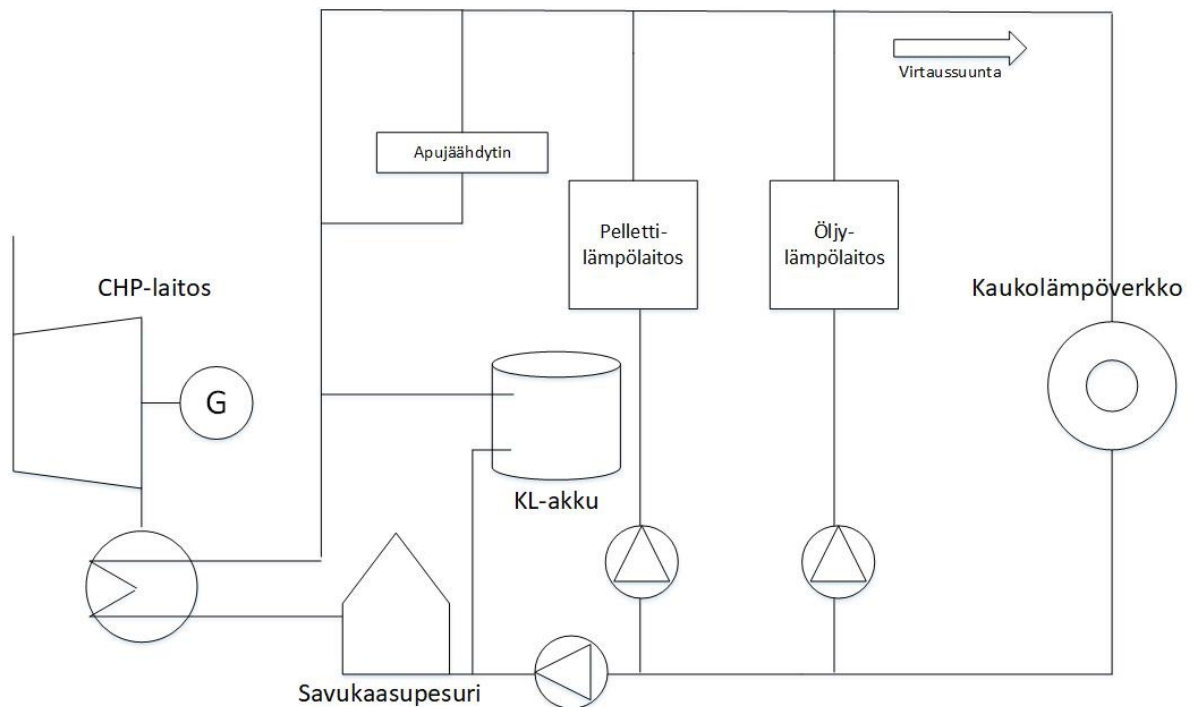 Virtaussuunta
Apujäähdytin
Pelletti-
lämpölaitos
Öljy-
lämpölaitos
CHP-laitos
Kaukolämpöverkko
G
KL-akku
Savukaasupesuri